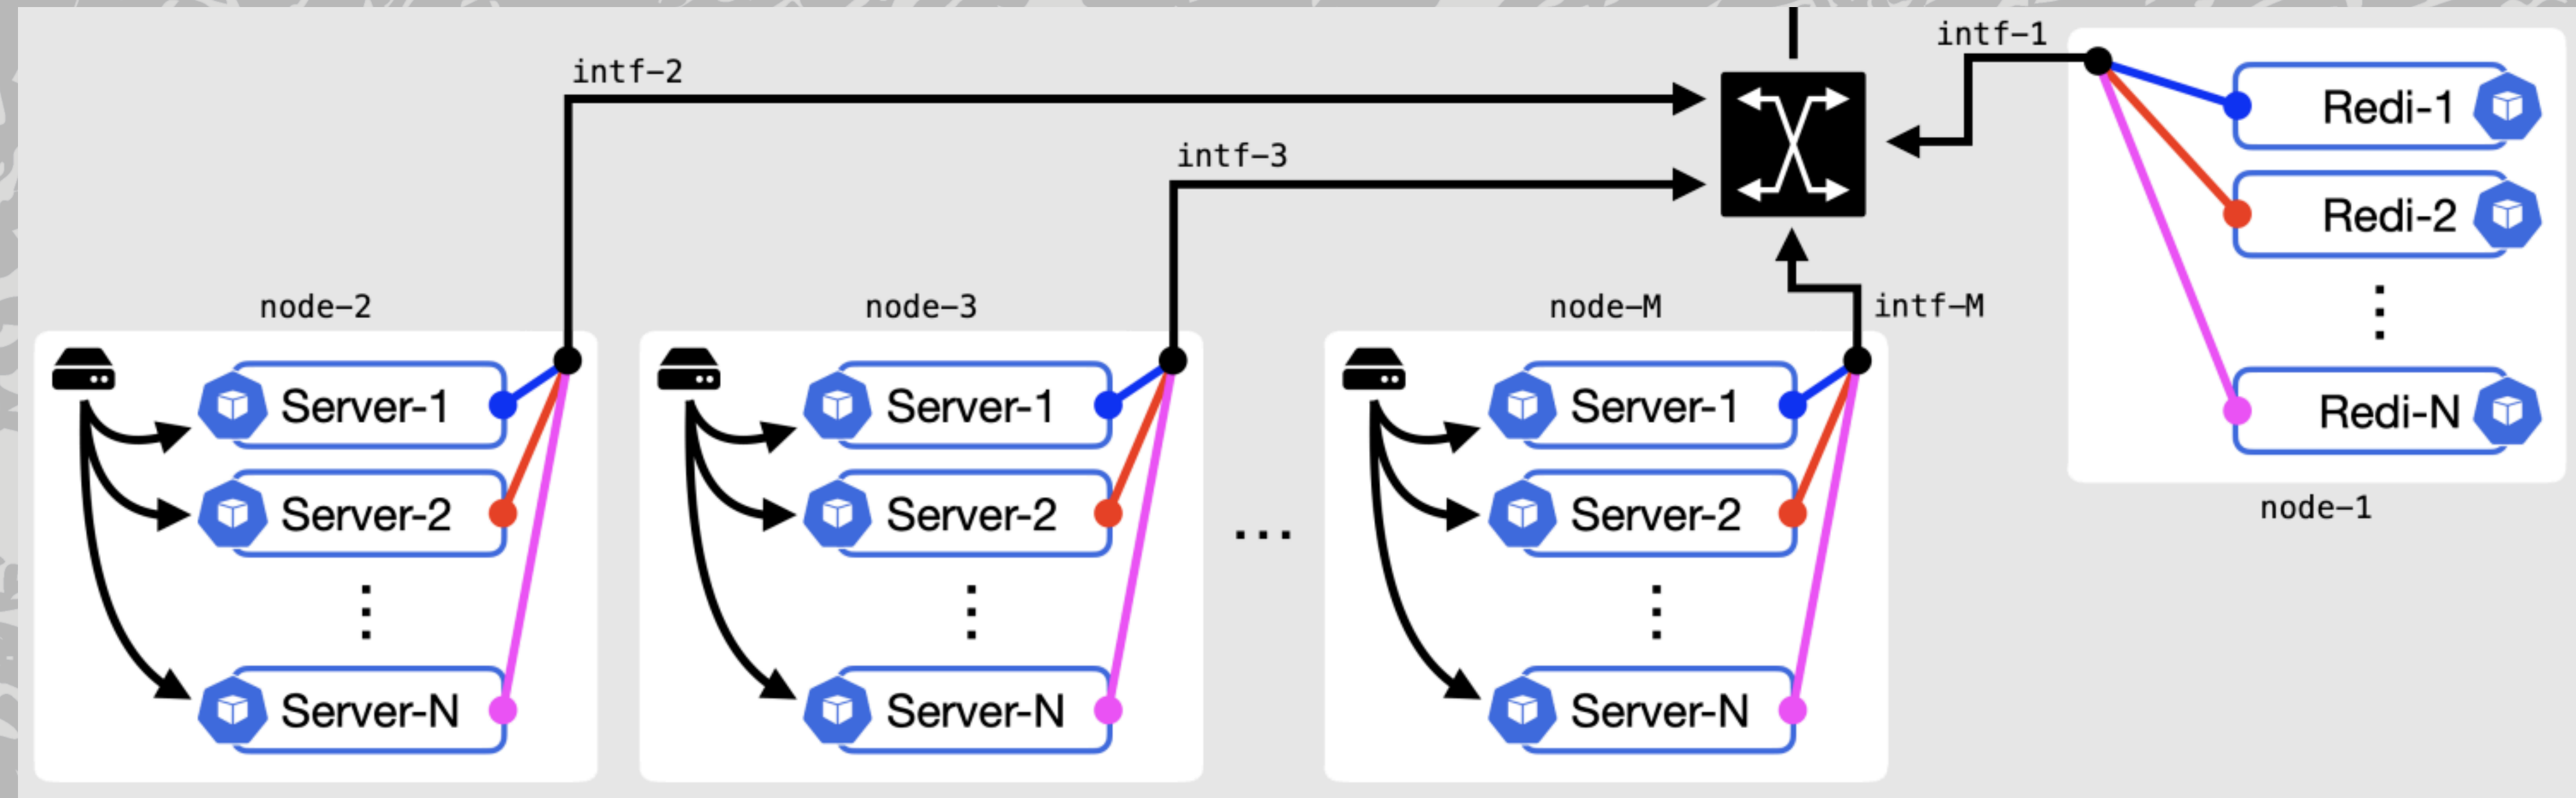 intf-2
intf-3
intf-1
Redi-1
Redi-2
⋮
Redi-N
node-1
intf-M
node-2
Server-1
Server-2
⋮
Server-N
node-3
Server-1
Server-2
⋮
Server-N
...
node-M
Server-1
Server-2
⋮
Server-N